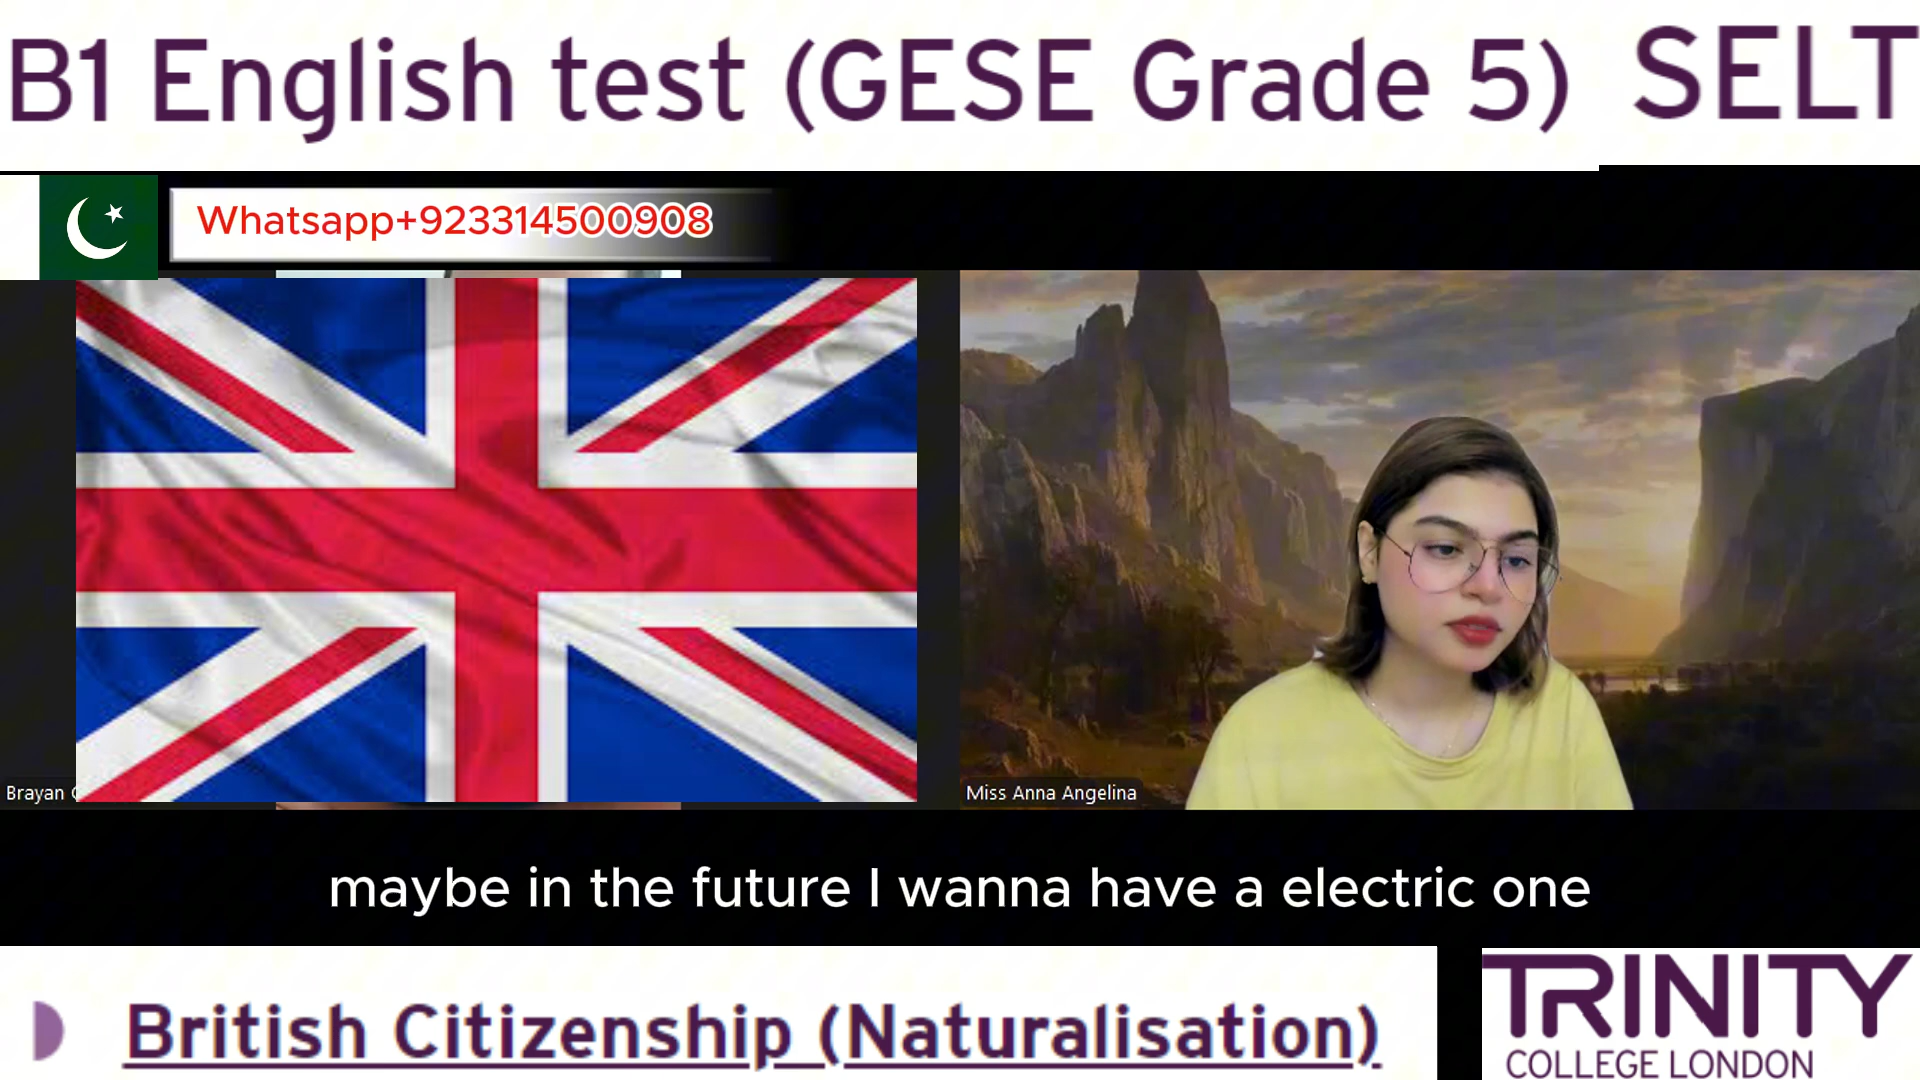 B1 English test (GESE Grade 5) SELT
Whatsapp+923314500908
Brayan
Miss Anna Angelina
maybe in the future I wanna have a electric one
British Citizenship (Naturalisation)
TRINITY
COLLEGE LONDON